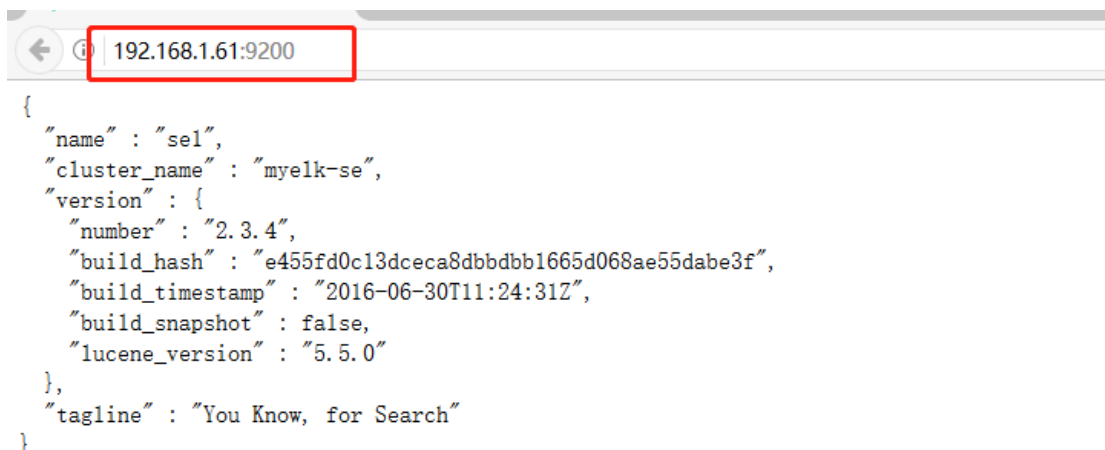 192.168.1.61:9200
{
"name" : "se1",
"cluster_name" : "myelk-se",
"version" : {
"number" : "2.3.4",
"build_hash" : "e455fd0c13dceca8dbbdbb1665d068ae55dabe3f",
"build_timestamp" : "2016-06-30T11:24:31Z",
"build_snapshot" : false,
"lucene_version" : "5.5.0"
},
"tagline" : "You Know, for Search"
}